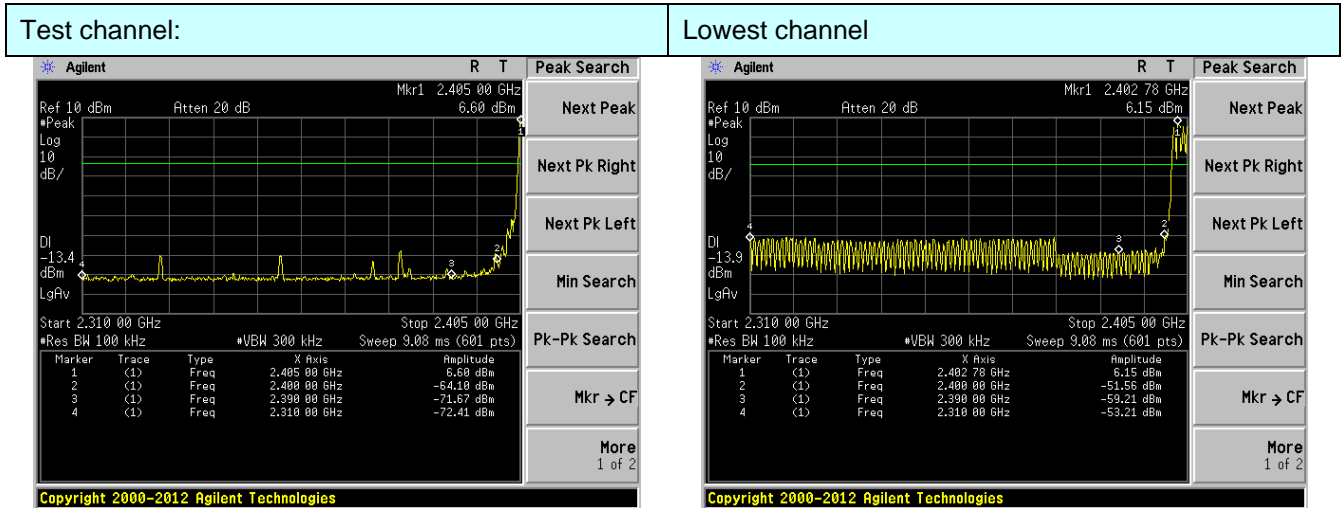 Test channel:
Lowest channel
Agilent R T Peak Search
Mkr1 2.405 00 GHz
Ref 10 dBm Atten 20 dB 6.60 dBm
#Peak
Log
10
dB/
1
DI
-13.4
dBm
LgAv
2
3
4
Start 2.310 00 GHz Stop 2.405 00 GHz
#Res BW 100 kHz #VBW 300 kHz Sweep 9.08 ms (601 pts)
Marker Trace Type X Axis Amplitude
1 (1) Freq 2.405 00 GHz 6.60 dBm
2 (1) Freq 2.400 00 GHz -64.10 dBm
3 (1) Freq 2.390 00 GHz -71.67 dBm
4 (1) Freq 2.310 00 GHz -72.41 dBm
Next Peak
Next Pk Right
Next Pk Left
Min Search
Pk-Pk Search
Mkr → CF
More
1 of 2
Copyright 2000-2012 Agilent Technologies
Agilent R T Peak Search
Mkr1 2.402 78 GHz
Ref 10 dBm Atten 20 dB 6.15 dBm
#Peak
Log
10
dB/
1
DI
-13.9
dBm
LgAv
4
2
3
Start 2.310 00 GHz Stop 2.405 00 GHz
#Res BW 100 kHz #VBW 300 kHz Sweep 9.08 ms (601 pts)
Marker Trace Type X Axis Amplitude
1 (1) Freq 2.402 78 GHz 6.15 dBm
2 (1) Freq 2.400 00 GHz -51.56 dBm
3 (1) Freq 2.390 00 GHz -59.21 dBm
4 (1) Freq 2.310 00 GHz -53.21 dBm
Next Peak
Next Pk Right
Next Pk Left
Min Search
Pk-Pk Search
Mkr → CF
More
1 of 2
Copyright 2000-2012 Agilent Technologies